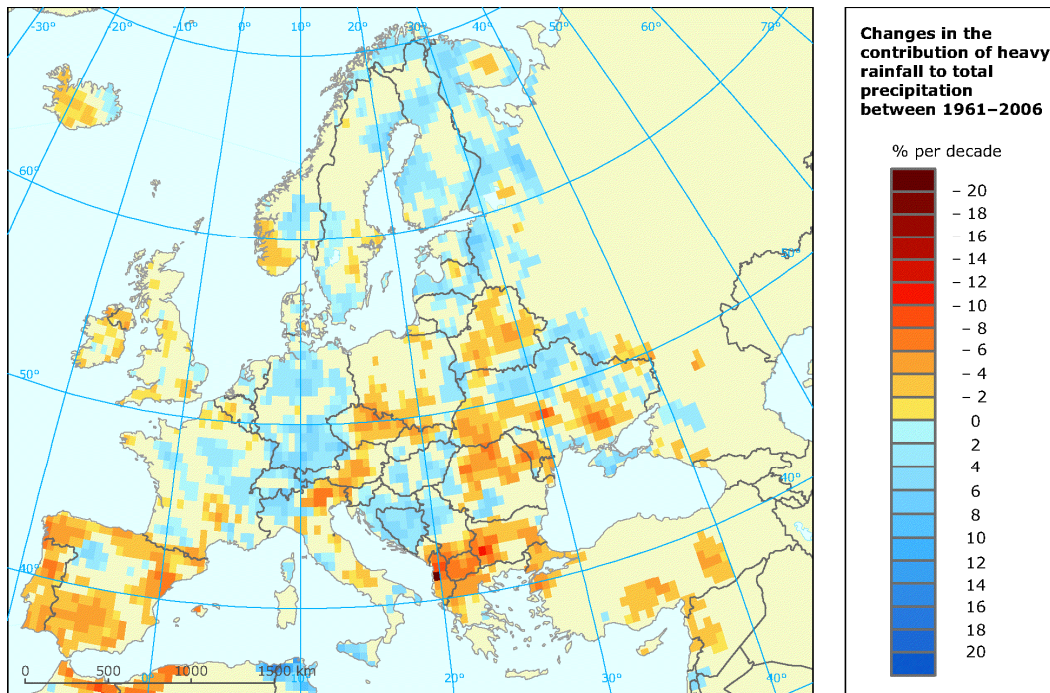 -30° -20° -10° 0° 10° 20° 30° 40° 50° 60° 70°
60°
50°
50°
40°
40°
0 500 1000 1500 km
0° 10° 20° 30° 40°
Changes in the
contribution of heavy
rainfall to total
precipitation
between 1961–2006
% per decade
– 20
– 18
– 16
– 14
– 12
– 10
– 8
– 6
– 4
– 2
0
2
4
6
8
10
12
14
16
18
20